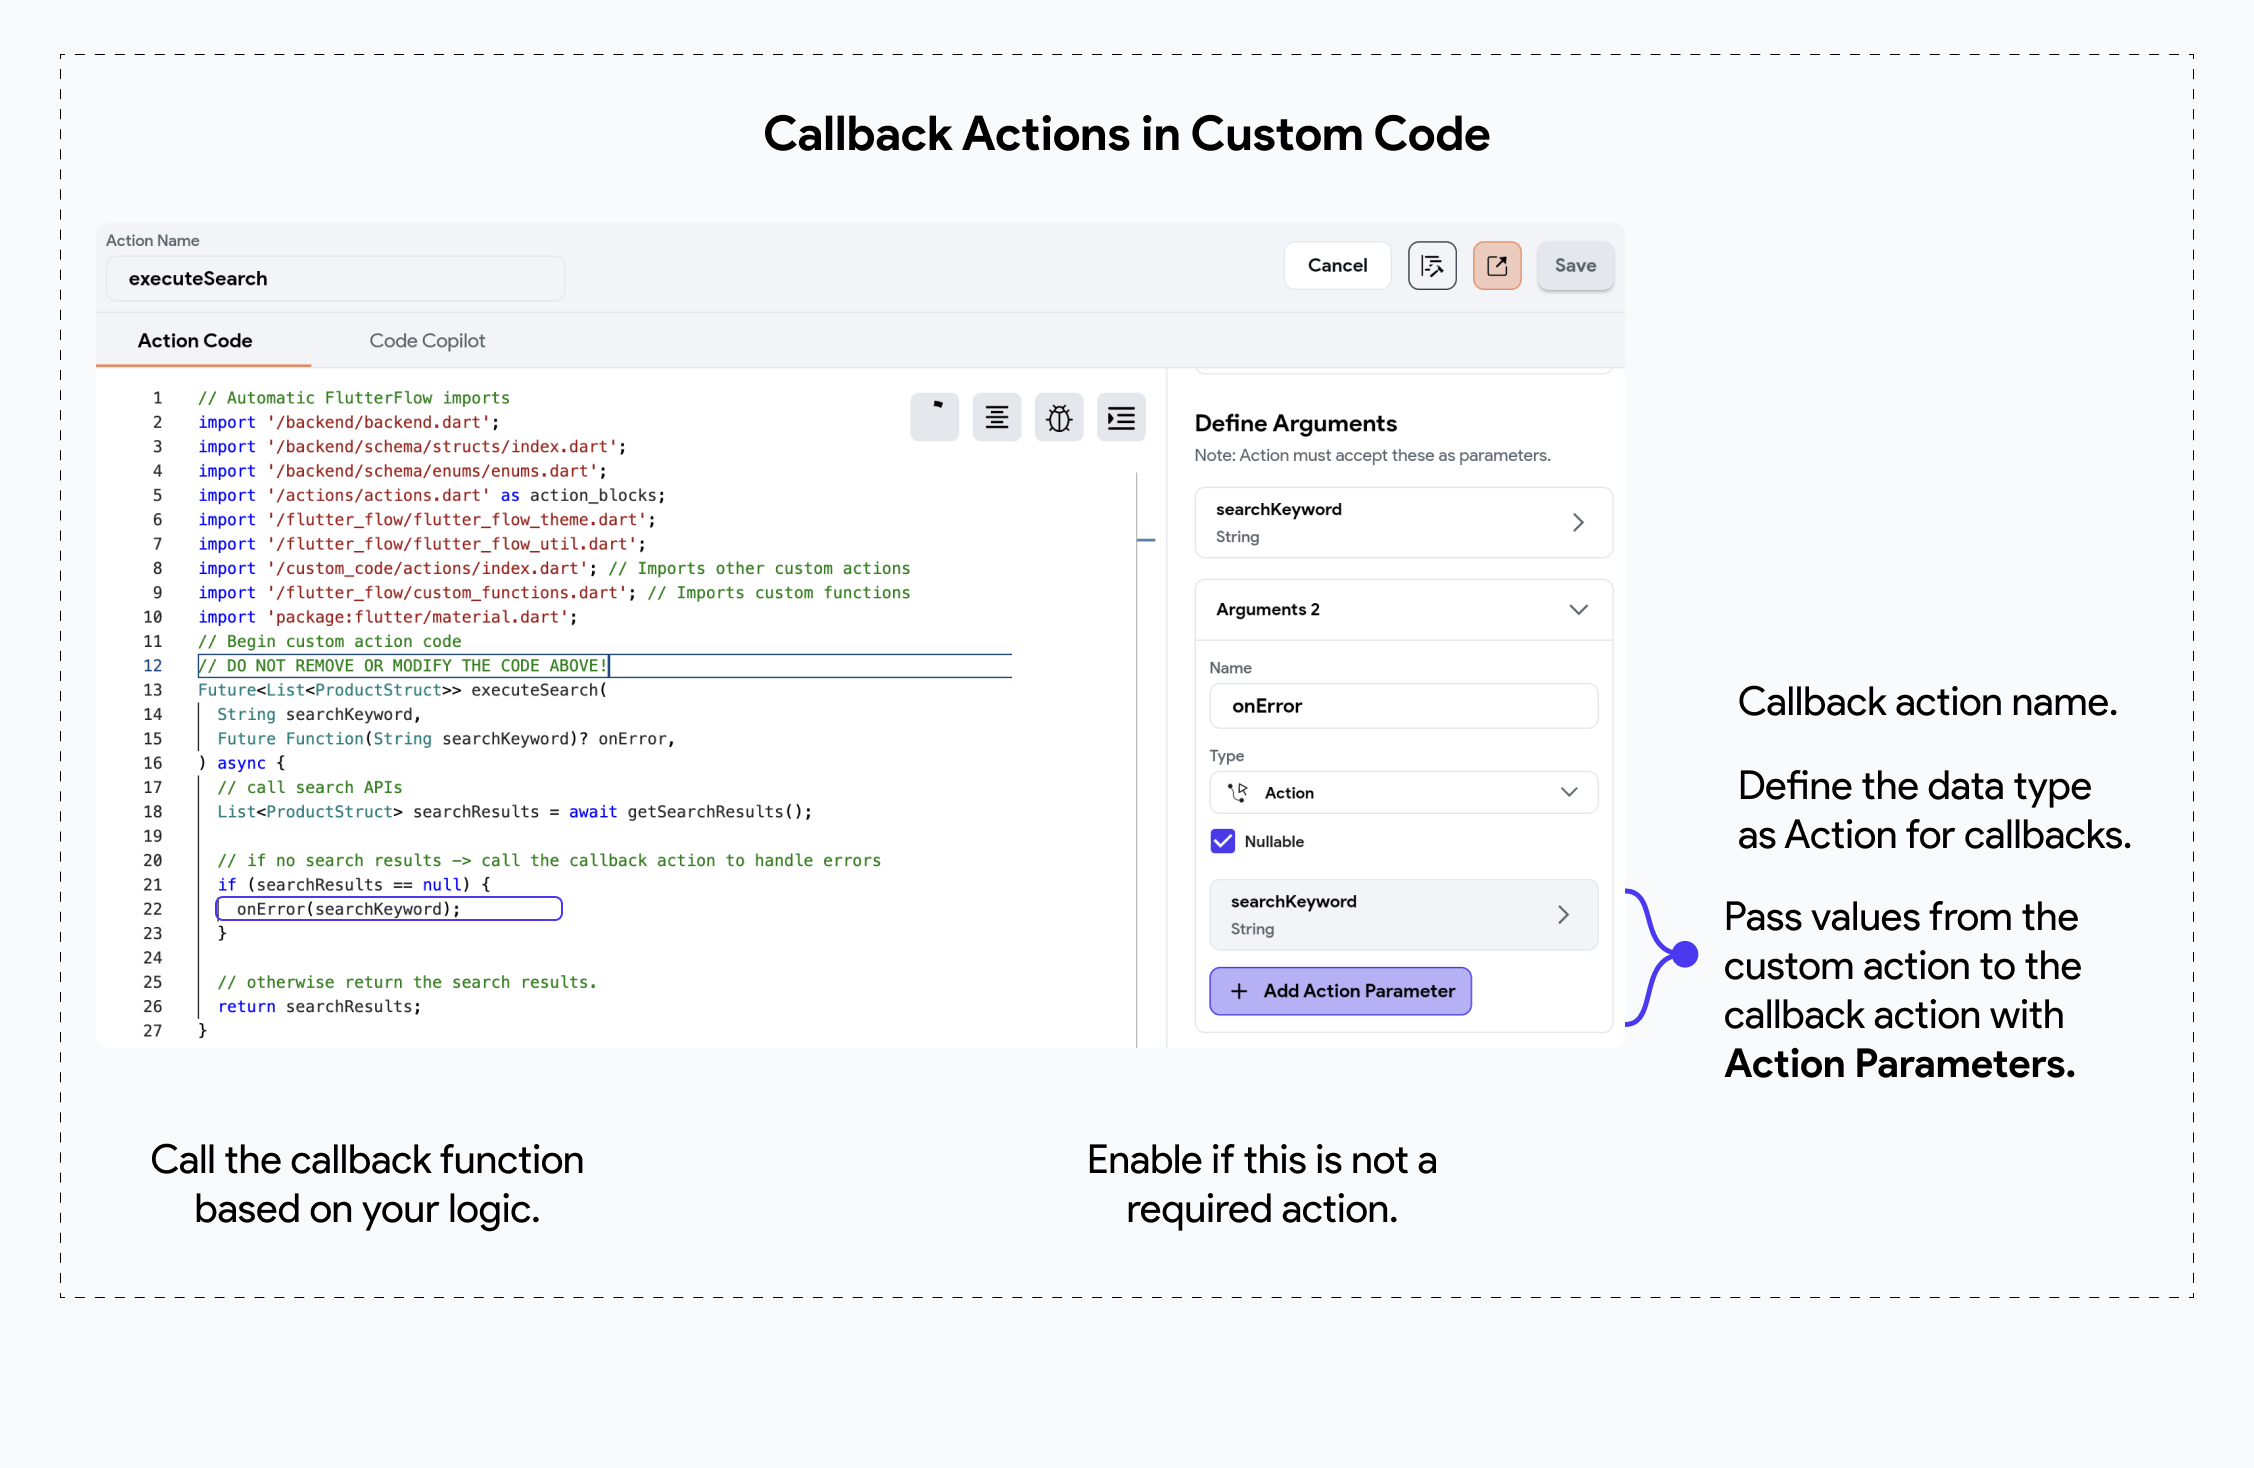 Callback Actions in Custom Code
Action Name
executeSearch
Cancel
Save
Action Code
Code Copilot
1 // Automatic FlutterFlow imports
2 import '/backend/backend.dart';
3 import '/backend/schema/structs/index.dart';
4 import '/backend/schema/enums/enums.dart';
5 import '/actions/actions.dart' as action_blocks;
6 import '/flutter_flow/flutter_flow_theme.dart';
7 import '/flutter_flow/flutter_flow_util.dart';
8 import '/custom_code/actions/index.dart'; // Imports other custom actions
9 import '/flutter_flow/custom_functions.dart'; // Imports custom functions
10 import 'package:flutter/material.dart';
11 // Begin custom action code
12 // DO NOT REMOVE OR MODIFY THE CODE ABOVE!
13 Future<List<ProductStruct>> executeSearch(
14 String searchKeyword,
15 Future Function(String searchKeyword)? onError,
16 ) async {
17 // call search APIs
18 List<ProductStruct> searchResults = await getSearchResults();
19
20 // if no search results -> call the callback action to handle errors
21 if (searchResults == null) {
22 onError(searchKeyword);
23 }
24
25 // otherwise return the search results.
26 return searchResults;
27 }
Define Arguments
Note: Action must accept these as parameters.
searchKeyword
String
Arguments 2
Name
onError
Type
Action
Nullable
searchKeyword
String
+ Add Action Parameter
Callback action name.
Define the data type
as Action for callbacks.
Pass values from the
custom action to the
callback action with
Action Parameters.
Call the callback function
based on your logic.
Enable if this is not a
required action.